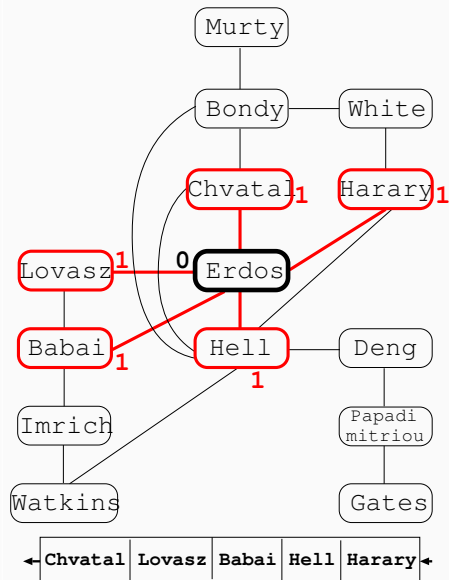 Murty
Bondy White
Chvatal 1 Harary 1
Lovasz 1 0 Erdos
Babai 1 Hell 1 Deng
Imrich Papadi
mitriou
Watkins Gates
Chvatal Lovasz Babai Hell Harary